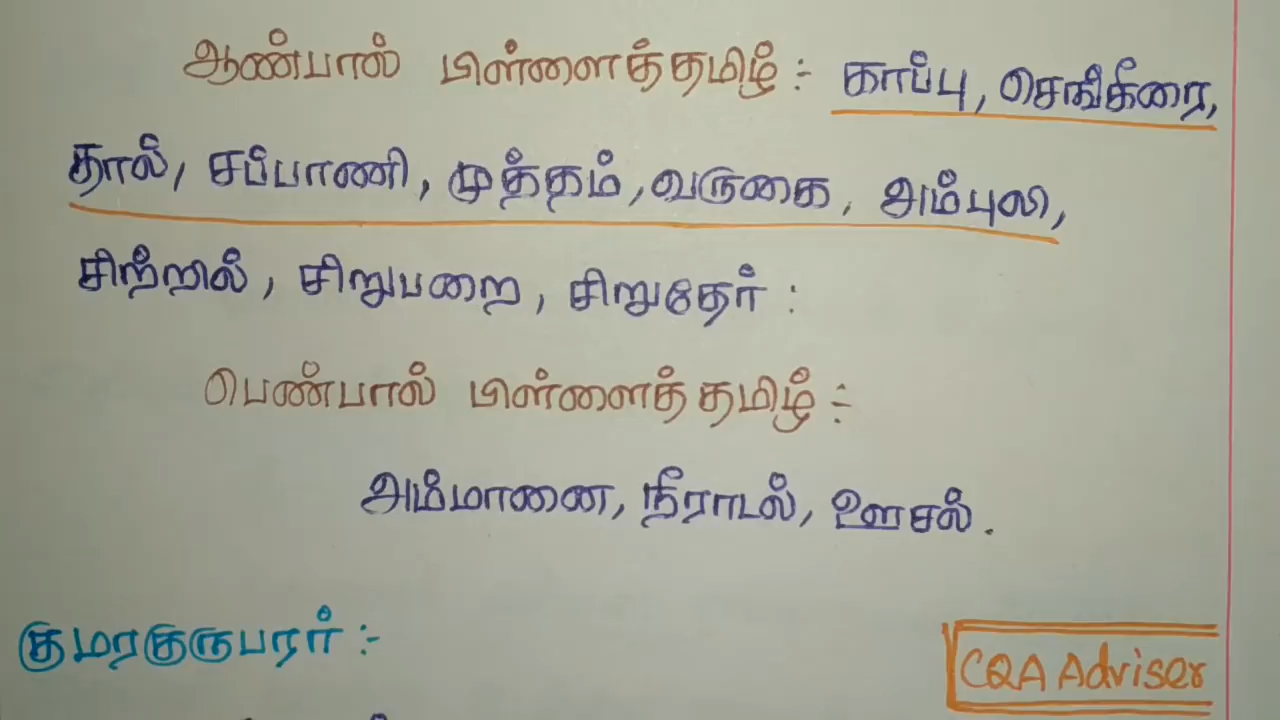 ஆண்பால் பிள்ளைத்தமிழ் :- காப்பு, செங்கீரை,
தால், சப்பாணி, முத்தம், வருகை, அம்புலி,
சிற்றில், சிறுபறை, சிறுதேர் :
பெண்பால் பிள்ளைத்தமிழ் :-
அம்மானை, நீராடல், ஊசல்.
குமரகுருபரர் :-
CQA Adviser